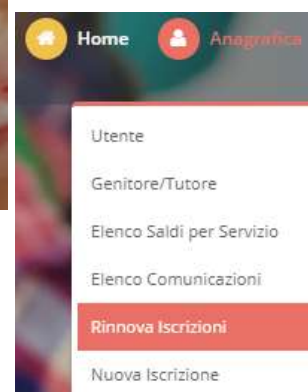 Home Anagrafica
Utente
Genitore/Tutore
Elenco Saldi per Servizio
Elenco Comunicazioni
Rinnova Iscrizioni
Nuova Iscrizione